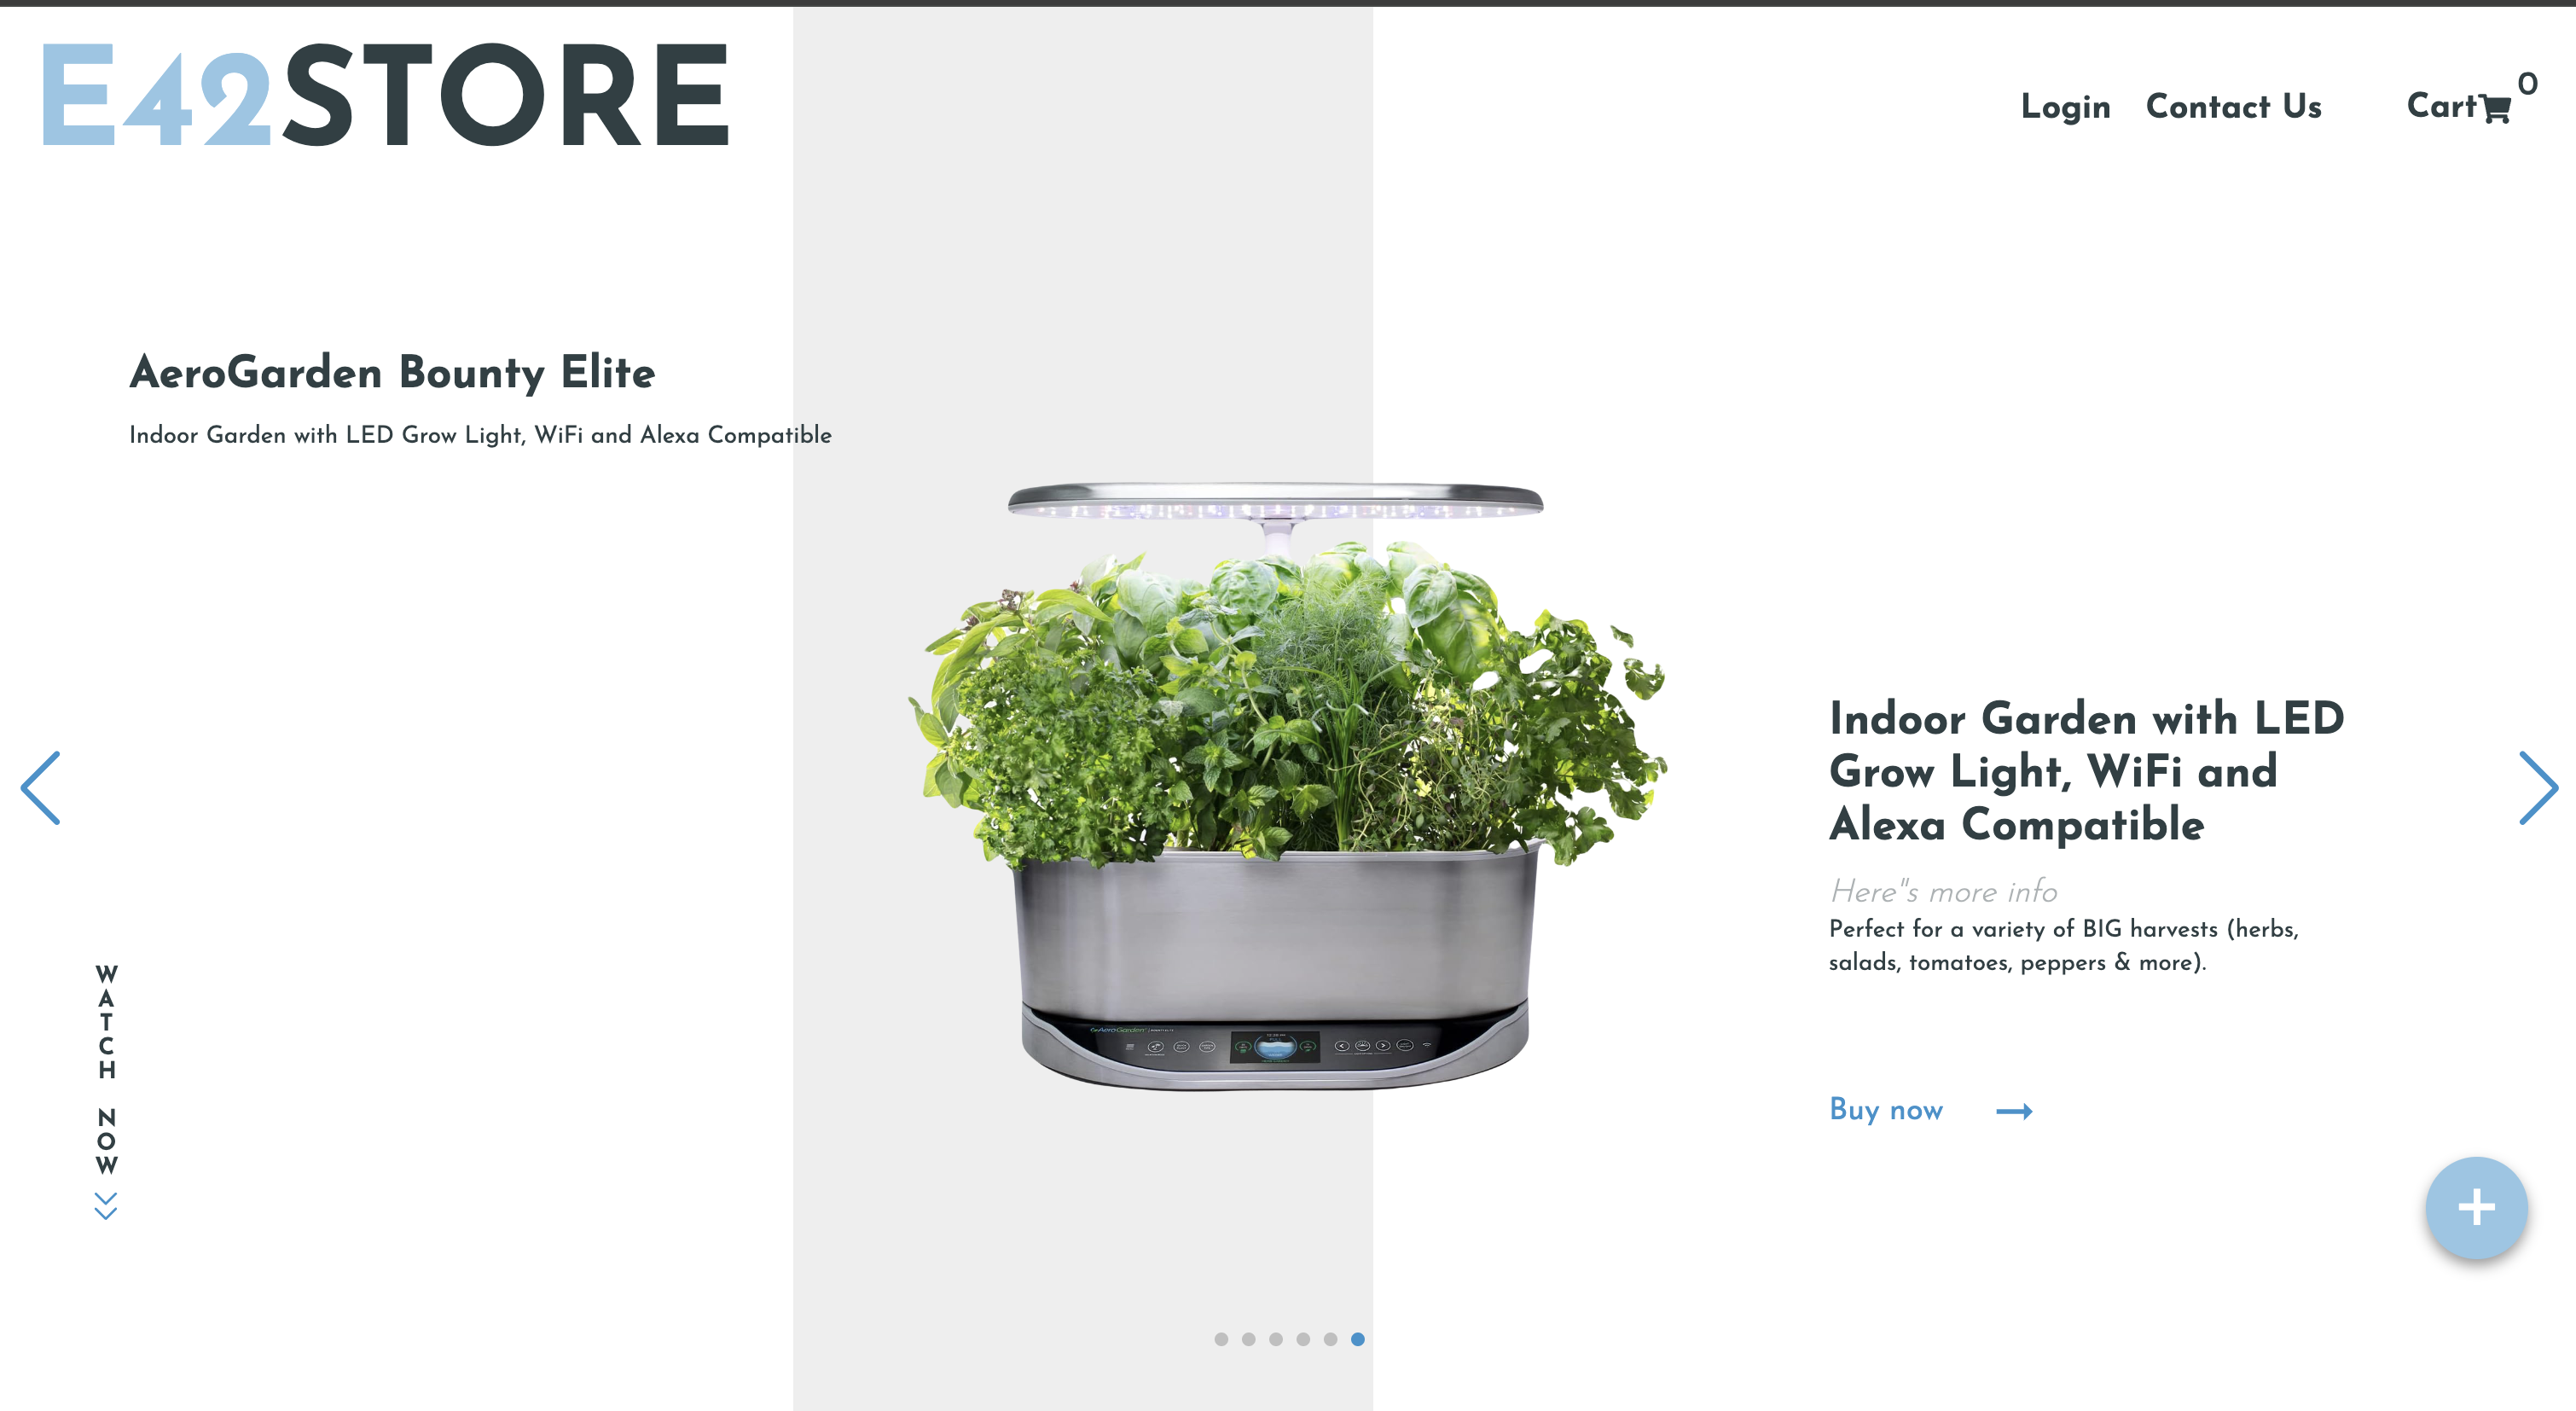 E42STORE
Login Contact Us Cart 0
AeroGarden Bounty Elite
Indoor Garden with LED Grow Light, WiFi and Alexa Compatible
Indoor Garden with LED
Grow Light, WiFi and
Alexa Compatible
Here"s more info
Perfect for a variety of BIG harvests (herbs,
salads, tomatoes, peppers & more).
WATCH NOW
AeroGarden
Buy now